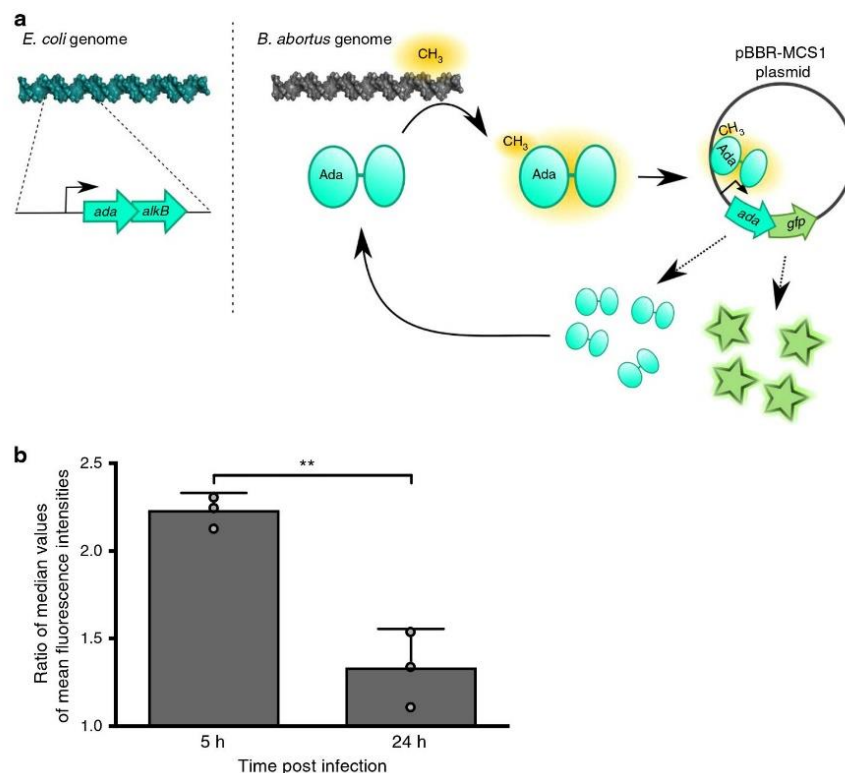 a
E. coli genome
B. abortus genome
CH3
pBBR-MCS1
plasmid
CH3
CH3
Ada
Ada
Ada
ada
alkB
ada
gfp
b
Ratio of median values
of mean fluorescence intensities
2.5
2.0
1.5
1.0
**
5 h
24 h
Time post infection